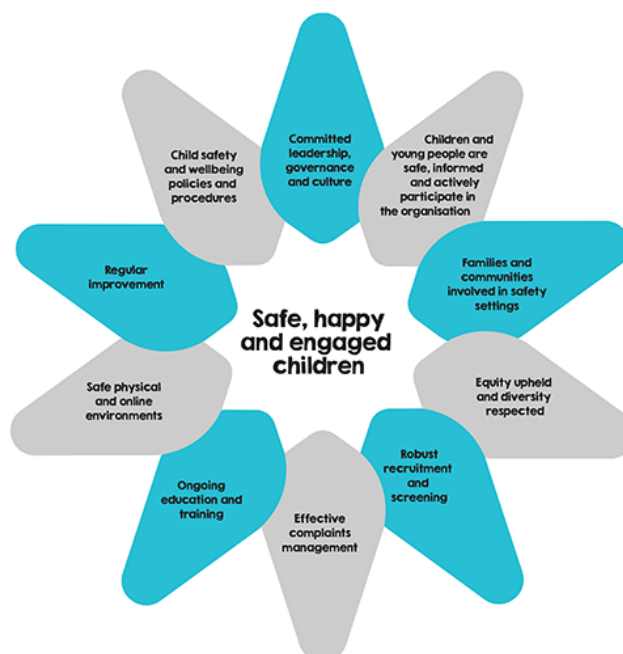 Committed
leadership,
governance
and culture
Children and
young people are
safe, informed
and actively
participate in
the organisation
Families and
communities
involved in safety
settings
Equity upheld
and diversity
respected
Robust
recruitment
and
screening
Effective
complaints
management
Ongoing
education and
training
Safe physical
and online
environments
Regular
improvement
Child safety
and wellbeing
policies and
procedures
Safe, happy
and engaged
children